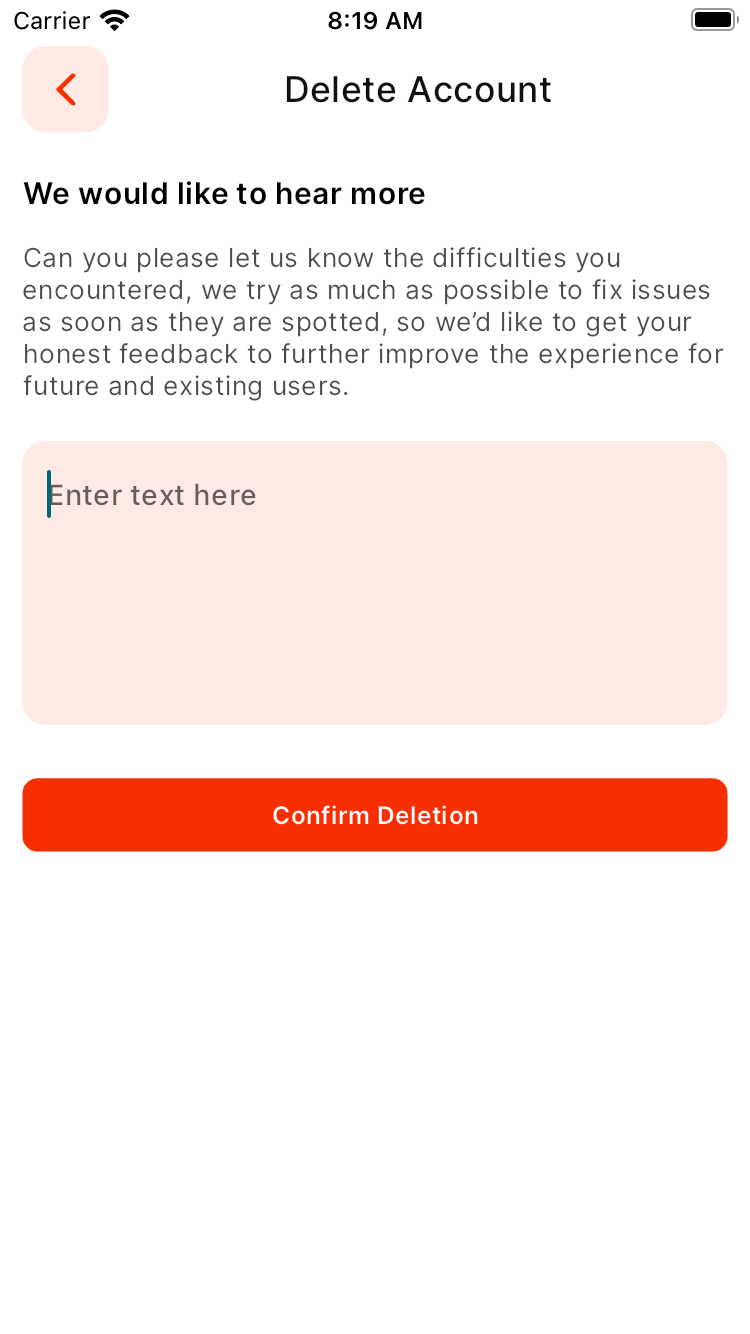 Carrier
8:19 AM
Delete Account
We would like to hear more
Can you please let us know the difficulties you
encountered, we try as much as possible to fix issues
as soon as they are spotted, so we’d like to get your
honest feedback to further improve the experience for
future and existing users.
Enter text here
Confirm Deletion